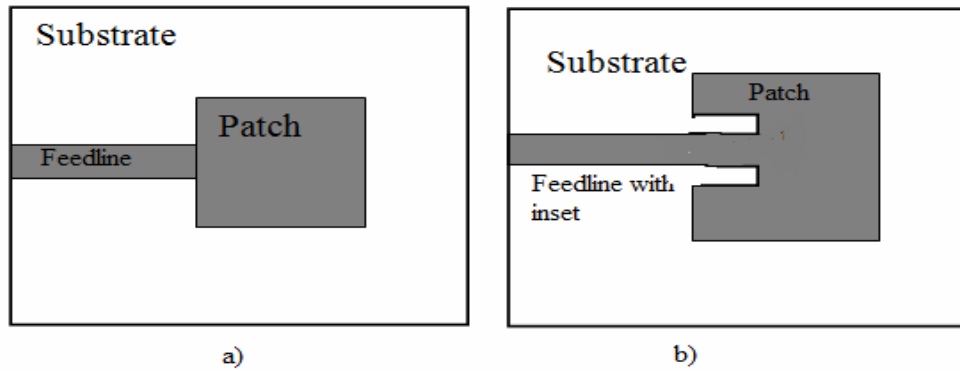 Substrate
Patch
Feedline
a)
Substrate
Patch
Feedline with
inset
b)